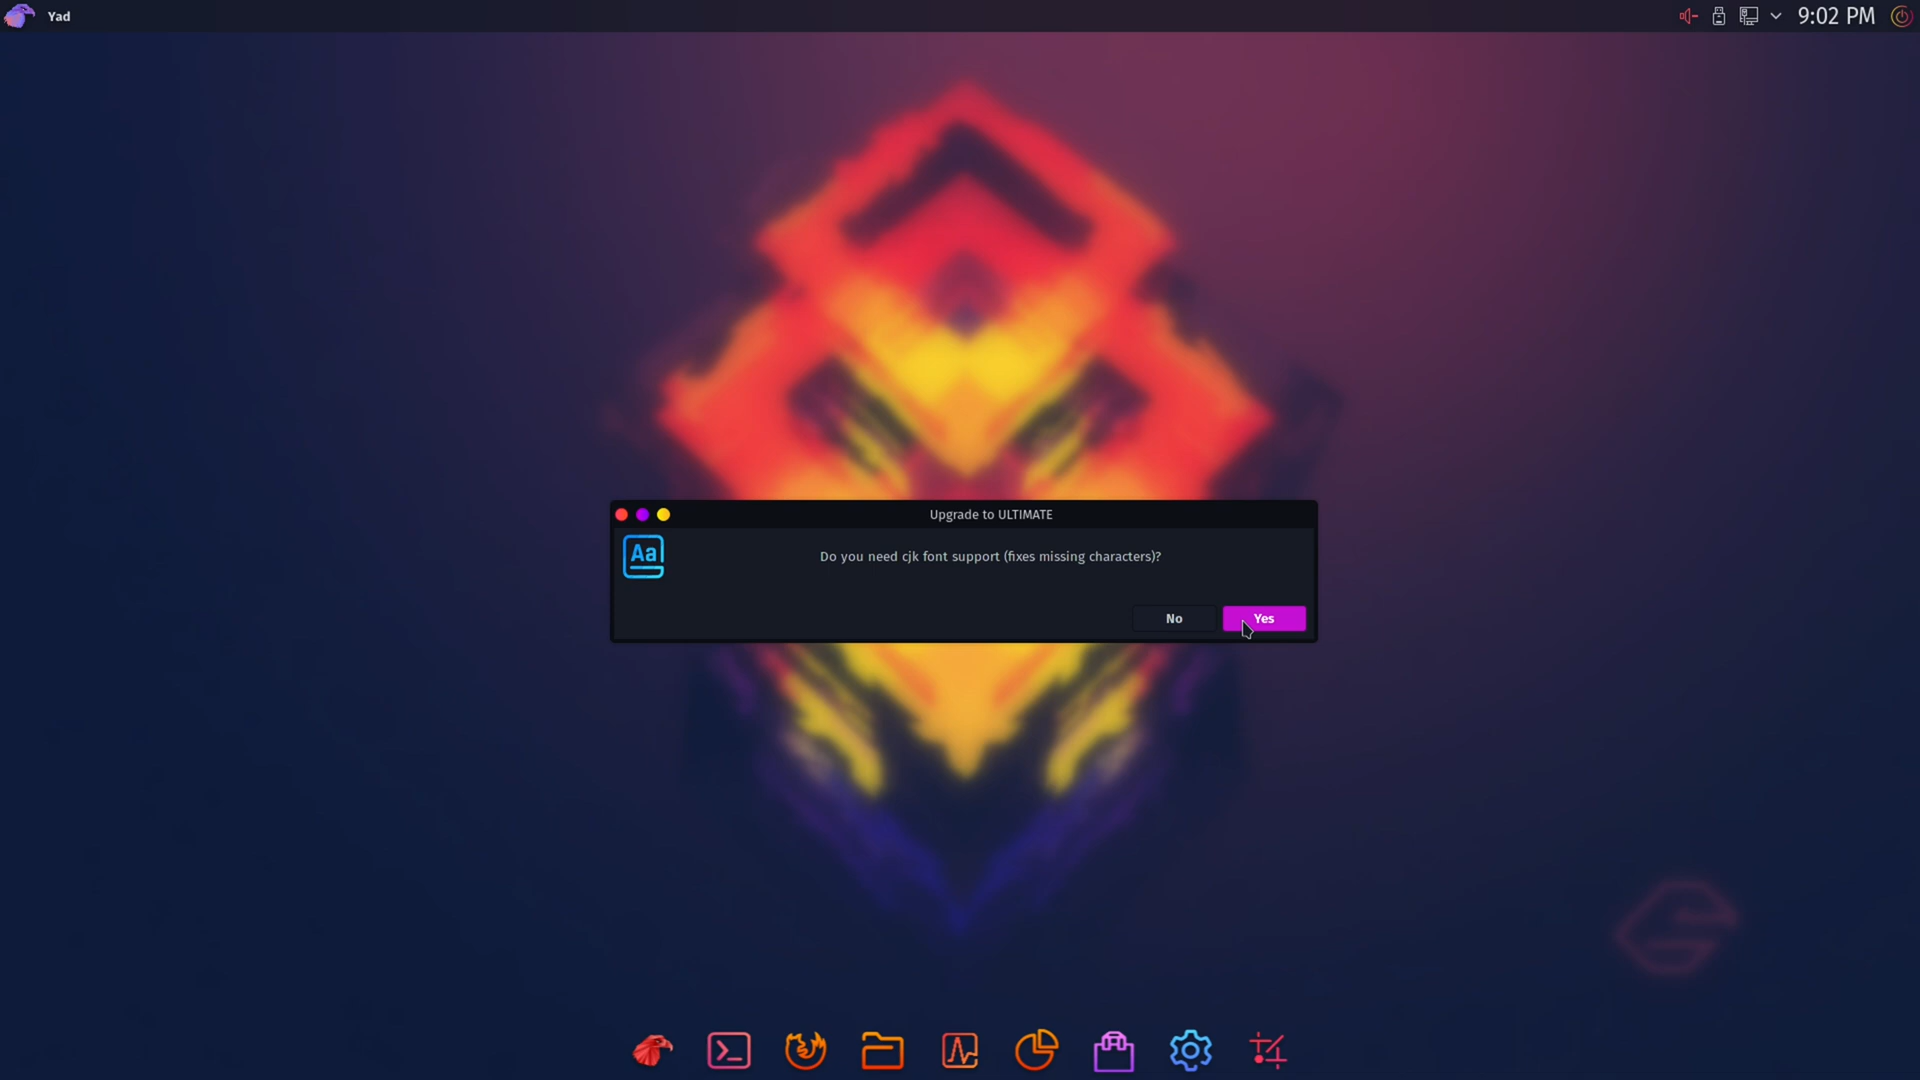 Yad
9:02 PM
Upgrade to ULTIMATE
Aa
Do you need cjk font support (fixes missing characters)?
No
Yes